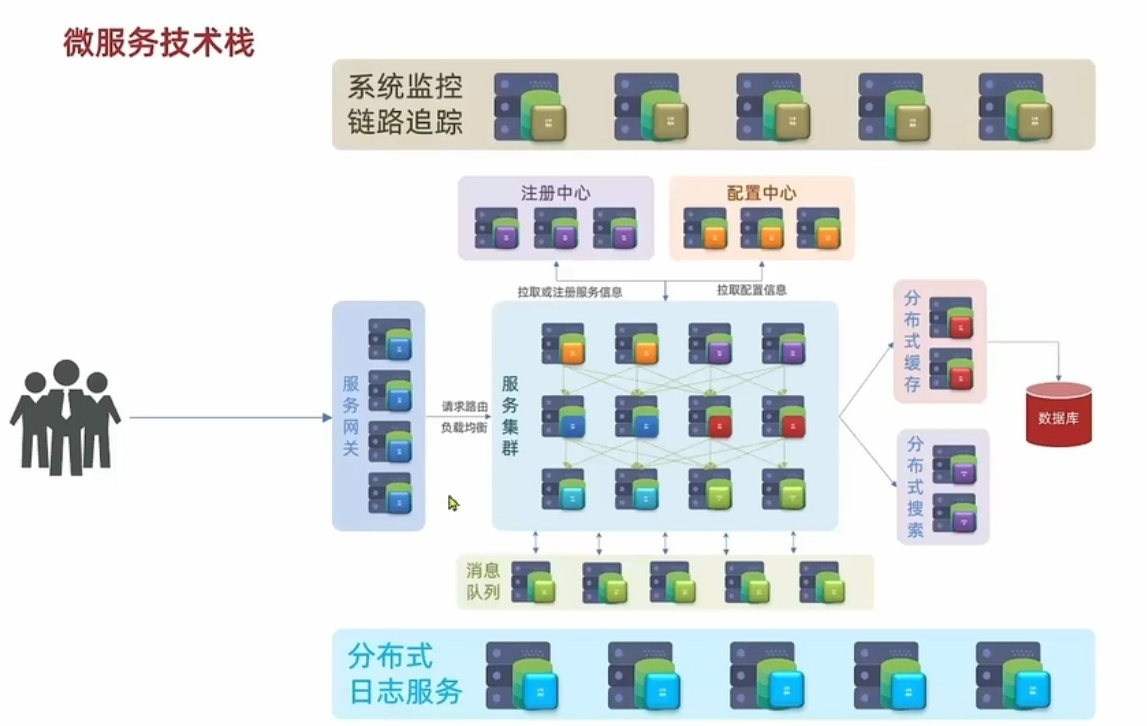 微服务技术栈
系统监控
链路追踪
注册中心
配置中心
拉取或注册服务信息
拉取配置信息
服务网关
请求路由
负载均衡
服务集群
分布式缓存
数据库
分布式搜索
消息
队列
分布式
日志服务